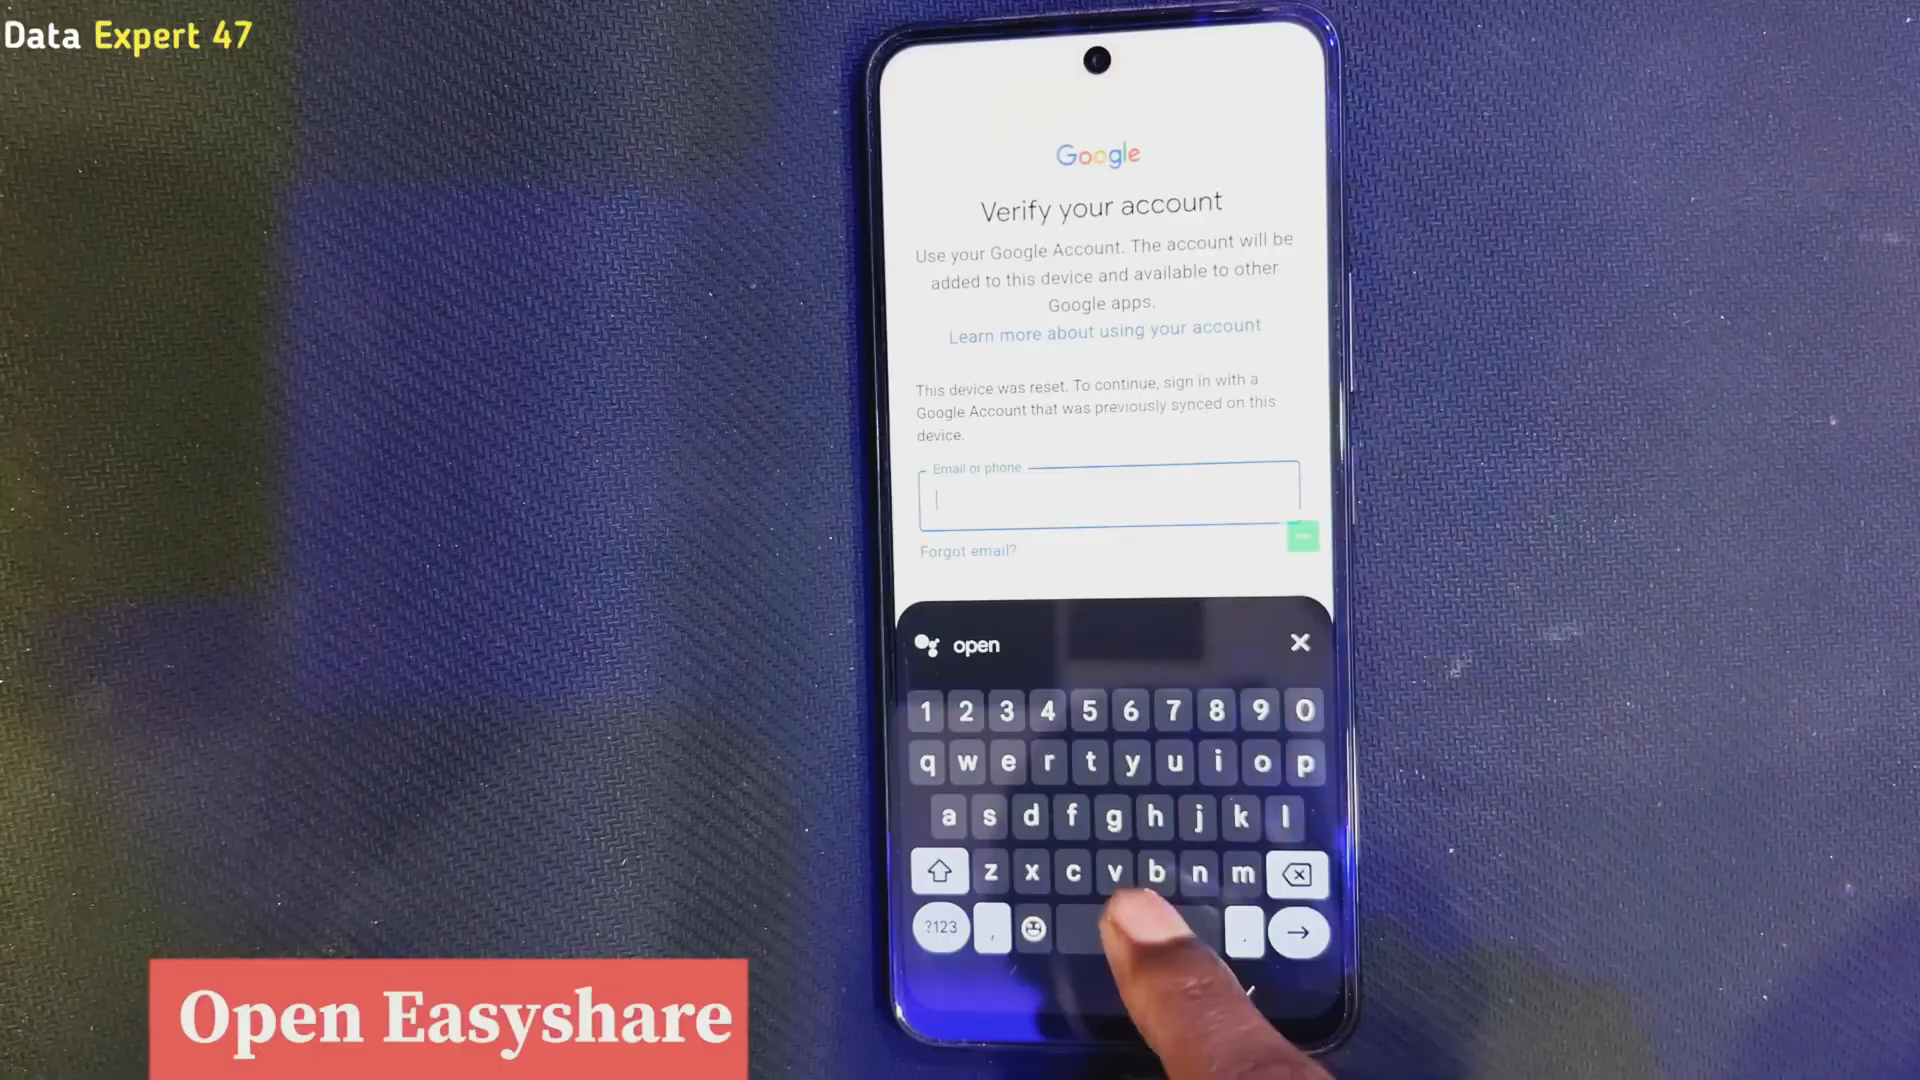 Data Expert 47
Google
Verify your account
Use your Google Account. The account will be
added to this device and available to other
Google apps.
Learn more about using your account
This device was reset. To continue, sign in with a
Google Account that was previously synced on this
device.
Email or phone
Forgot email?
open
1 2 3 4 5 6 7 8 9 0
q w e r t y u i o p
a s d f g h j k l
z x c v b n m
?123 , .
Open Easyshare